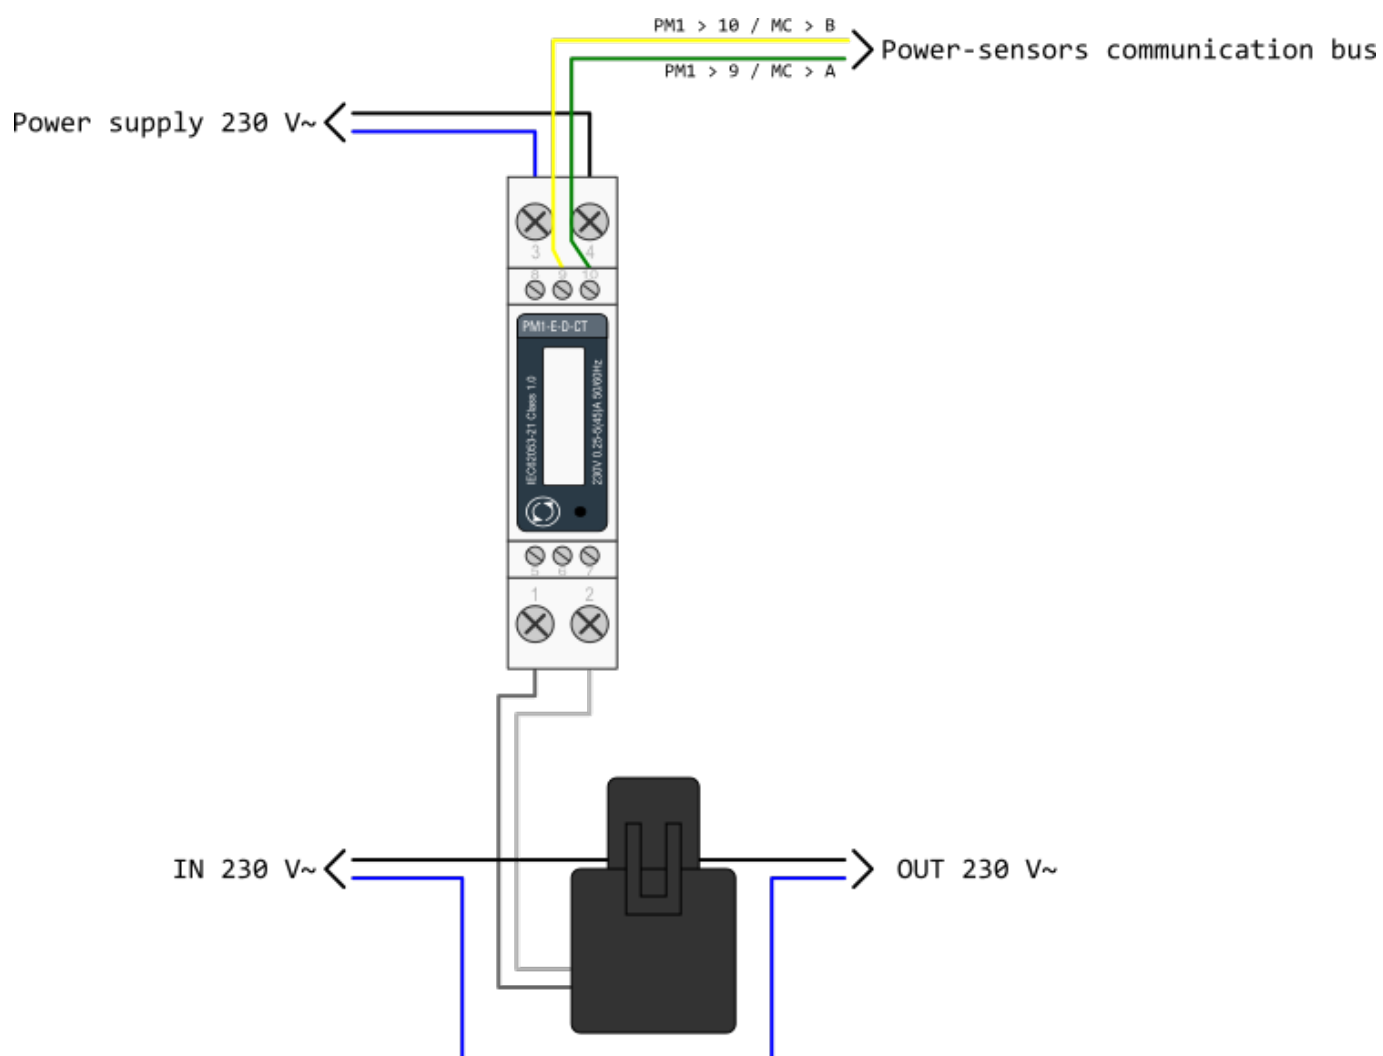 PM1 > 10 / MC > B
Power-sensors communication bus
PM1 > 9 / MC > A
Power supply 230 V~
3 4
8 9 10
PM1-E-D-CT
IEC62053-21 Class 1.0
230V 0.25-5(45)A 50/60Hz
5 6 7
1 2
IN 230 V~
OUT 230 V~